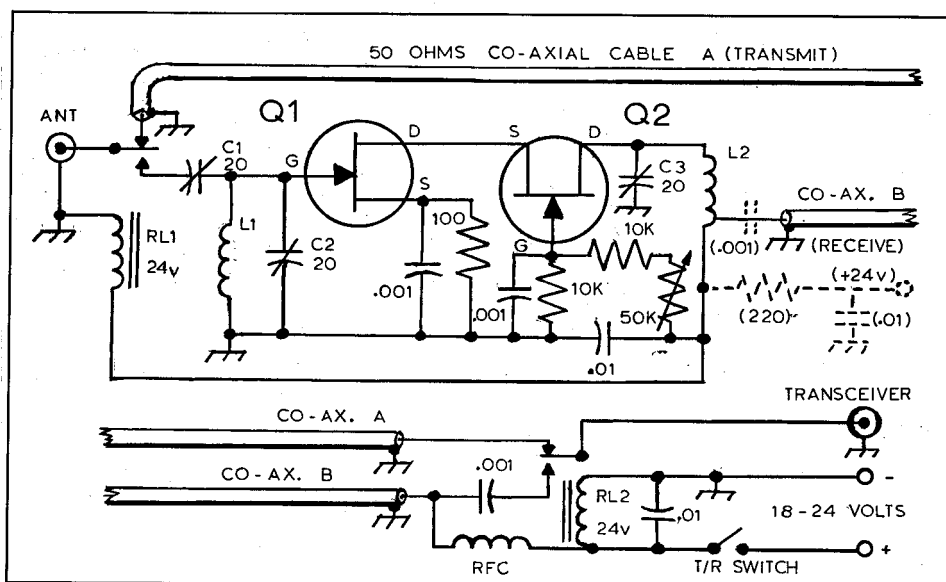 50 OHMS CO-AXIAL CABLE A (TRANSMIT)
ANT
Q1
Q2
C1
20
G
D
S
S
D
L2
C3
20
CO-AX. B
(RECEIVE)
(.001)
RL1
24v
L1
C2
20
100
.001
G
10K
10K
.001
50K
.01
(+24v)
(220)
(.01)
TRANSCEIVER
CO-AX. A
CO-AX. B
.001
RL2
24v
.01
-
18-24 VOLTS
+
RFC
T/R SWITCH